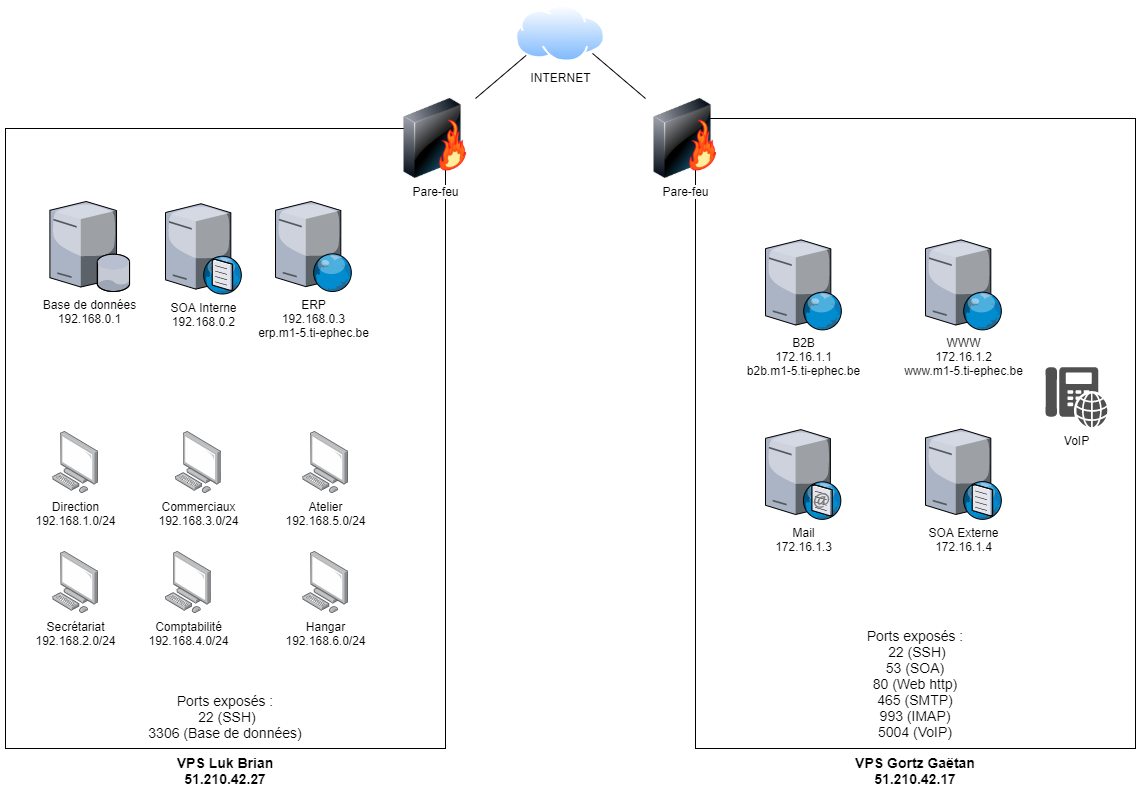 INTERNET
Pare-feu
Pare-feu
Base de données
192.168.0.1
SOA Interne
192.168.0.2
ERP
192.168.0.3
erp.m1-5.ti-ephec.be
B2B
172.16.1.1
b2b.m1-5.ti-ephec.be
WWW
172.16.1.2
www.m1-5.ti-ephec.be
VoIP
Direction
192.168.1.0/24
Commerciaux
192.168.3.0/24
Atelier
192.168.5.0/24
Mail
172.16.1.3
SOA Externe
172.16.1.4
Secrétariat
192.168.2.0/24
Comptabilité
192.168.4.0/24
Hangar
192.168.6.0/24
Ports exposés :
22 (SSH)
3306 (Base de données)
Ports exposés :
22 (SSH)
53 (SOA)
80 (Web http)
465 (SMTP)
993 (IMAP)
5004 (VoIP)
VPS Luk Brian
51.210.42.27
VPS Gortz Gaëtan
51.210.42.17